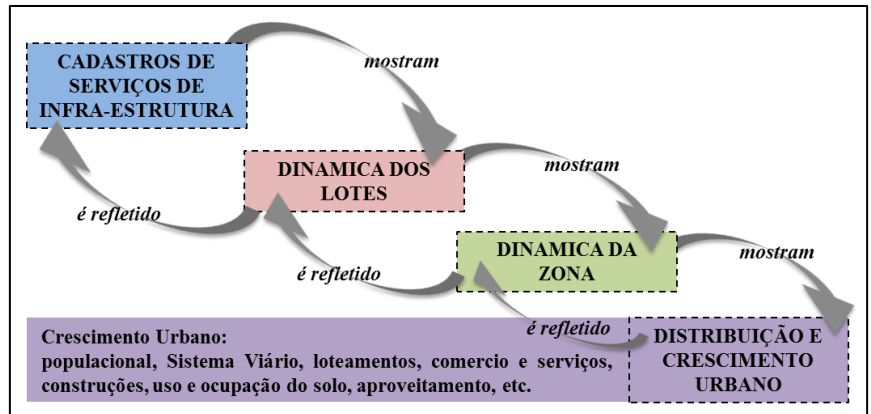 CADASTROS DE
SERVIÇOS DE
INFRA-ESTRUTURA
mostram
DINAMICA DOS
LOTES
mostram
é refletido
DINAMICA DA
ZONA
mostram
é refletido
é refletido
Crescimento Urbano:
populacional, Sistema Viário, loteamentos, comercio e serviços,
construções, uso e ocupação do solo, aproveitamento, etc.
DISTRIBUIÇÃO E
CRESCIMENTO
URBANO